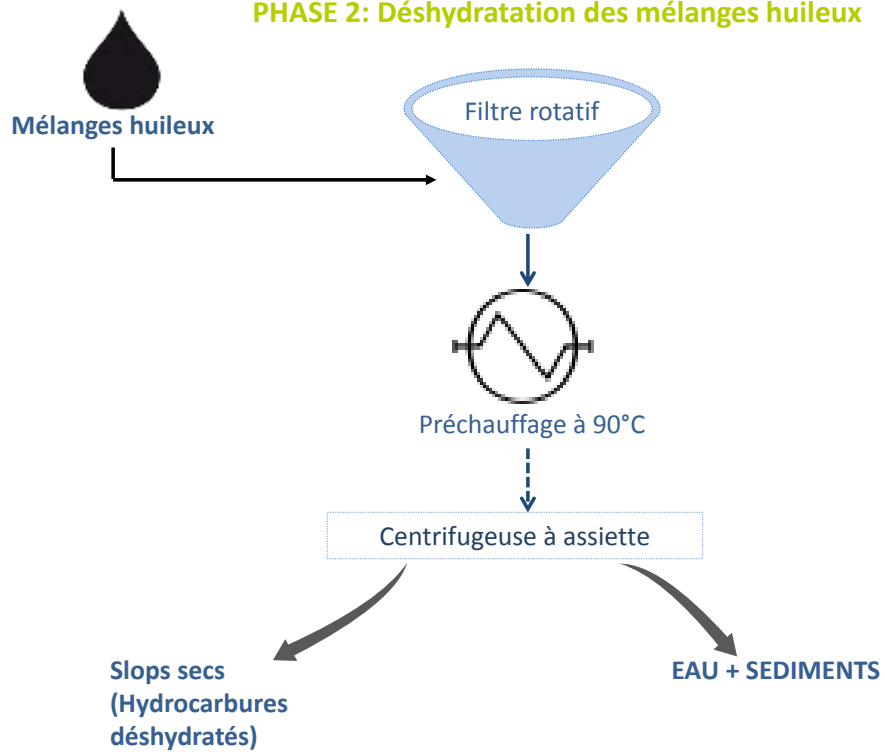 PHASE 2: Déshydratation des mélanges huileux
Mélanges huileux
Filtre rotatif
Préchauffage à 90°C
Centrifugeuse à assiette
Slops secs
(Hydrocarbures
déshydratés)
EAU + SEDIMENTS